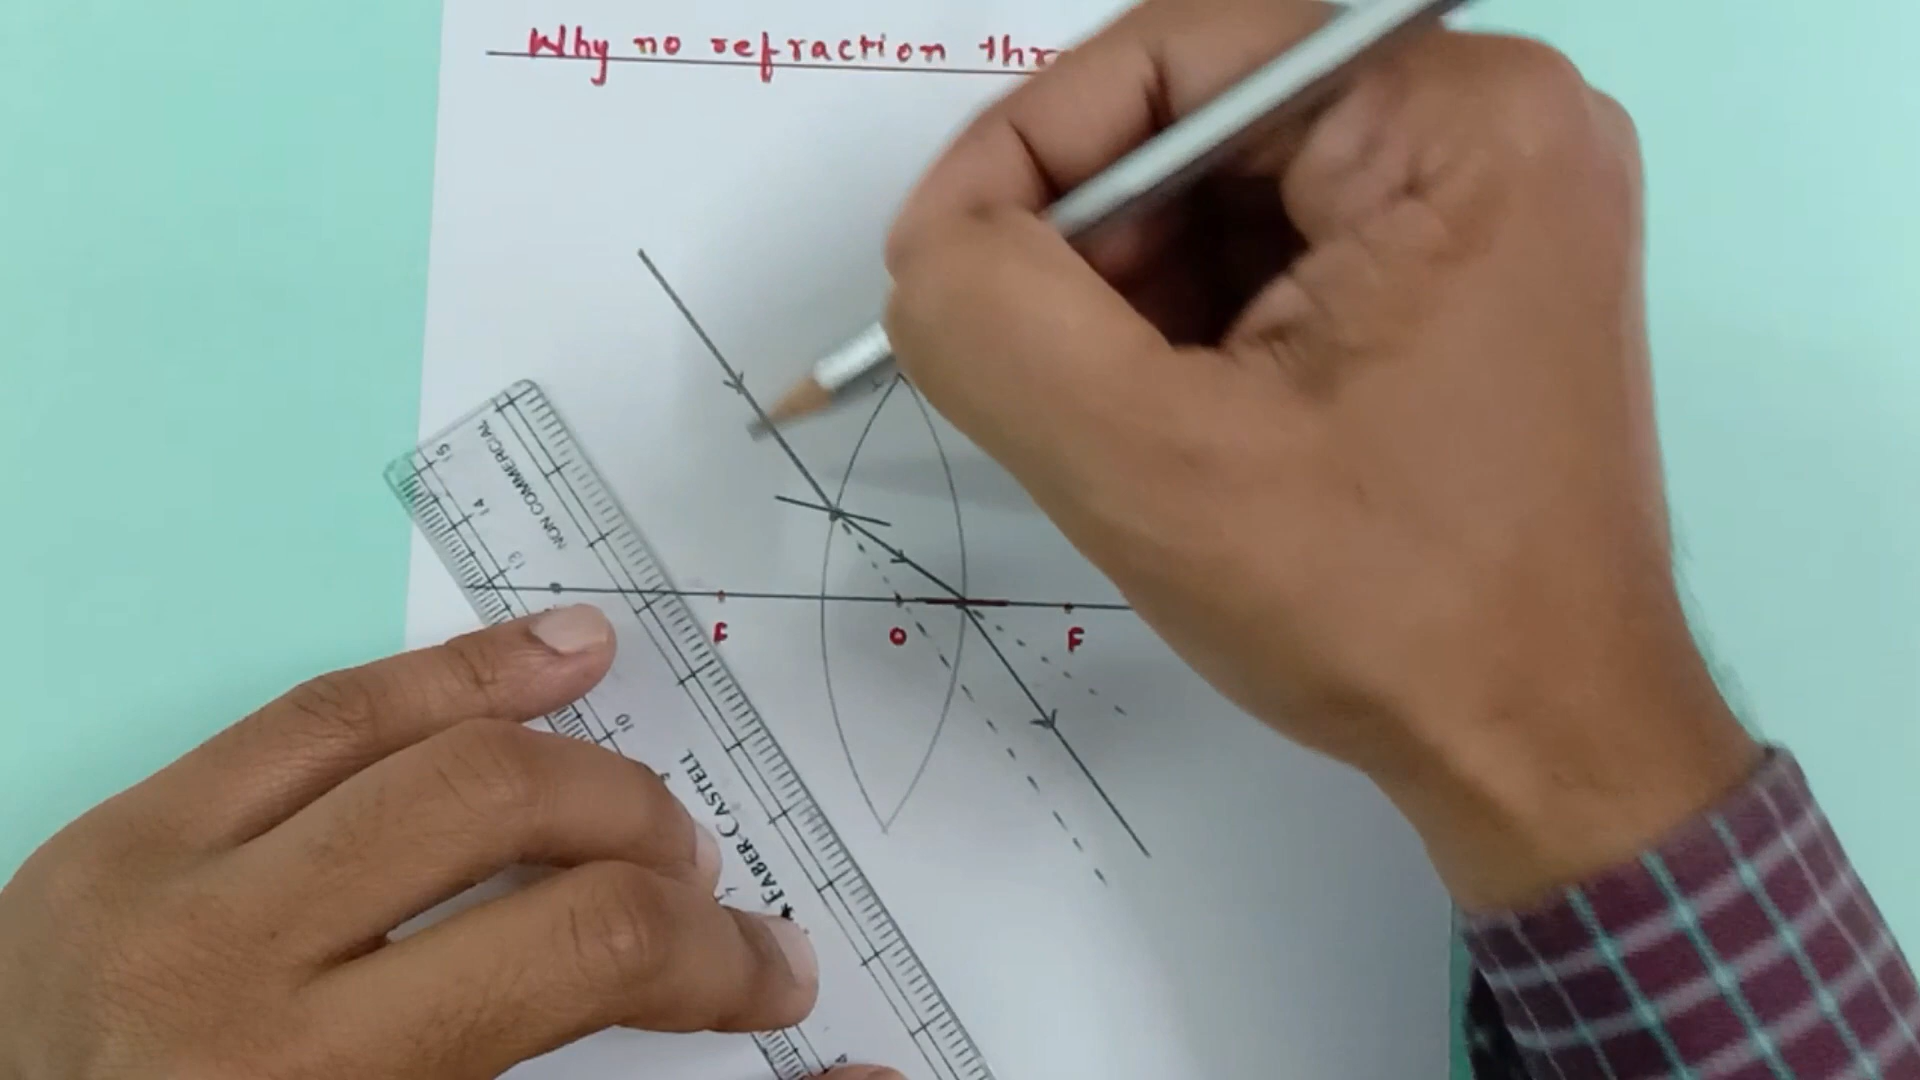 Why no refraction thr
F
O
F
15
14
13
10
NON COMMERCIAL
FABER-CASTELL